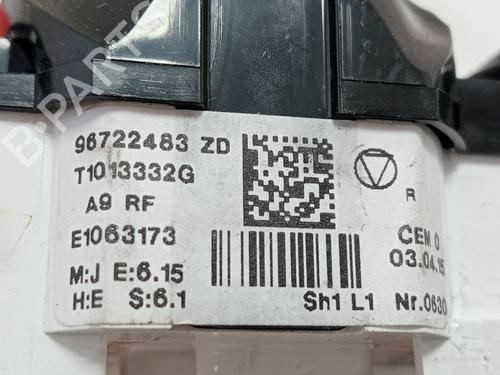 B-PARTS
96722483 ZD
T1013332G
A9 RF
R
E1063173
CEM 0
03.04.15
M:J E:6.15
H:E S:6.1
Sh1 L1
Nr.0630